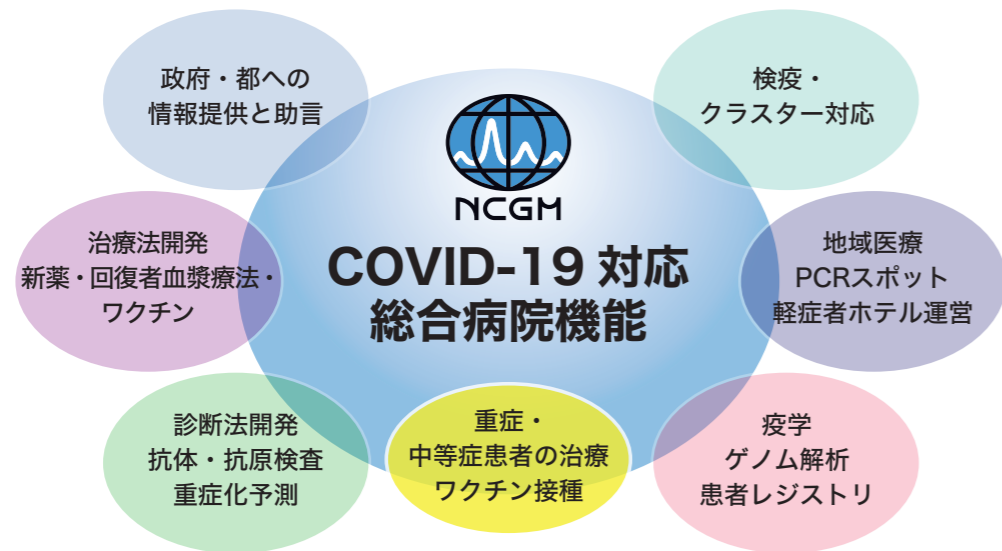 政府・都への
情報提供と助言
検疫・
クラスター対応
NCGM
COVID-19 対応
総合病院機能
治療法開発
新薬・回復者血漿療法・
ワクチン
地域医療
PCRスポット
軽症者ホテル運営
診断法開発
抗体・抗原検査
重症化予測
重症・
中等症患者の治療
ワクチン接種
疫学
ゲノム解析
患者レジストリ